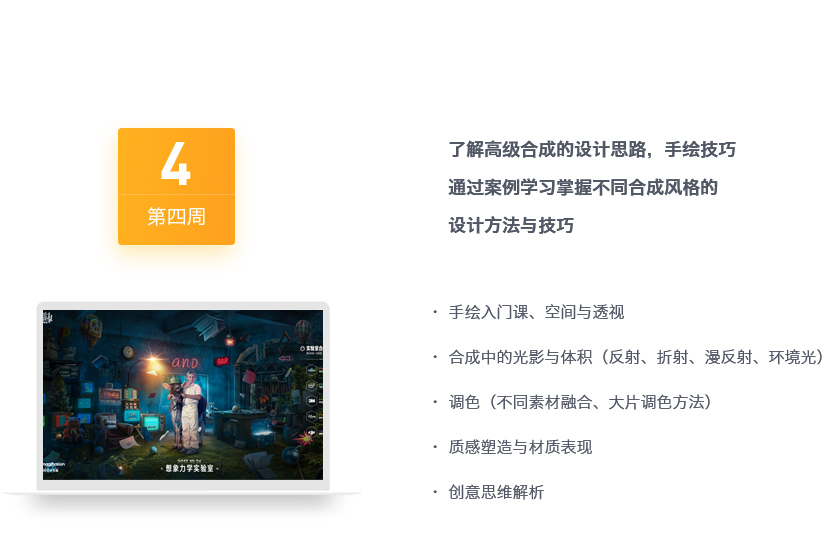 4
第四周
了解高级合成的设计思路，手绘技巧
通过案例学习掌握不同合成风格的
设计方法与技巧
· 手绘入门课、空间与透视
· 合成中的光影与体积（反射、折射、漫反射、环境光）
· 调色（不同素材融合、大片调色方法）
· 质感塑造与材质表现
· 创意思维解析
and
BAR
· 想象力学实验室 ·